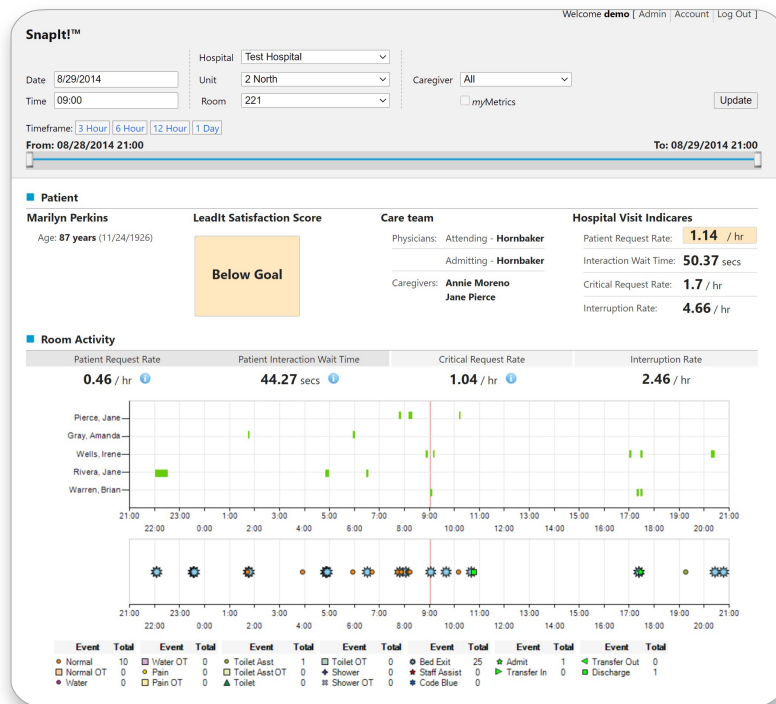 Welcome demo [ Admin | Account | Log Out ]
SnapIt!™
Hospital Test Hospital
Date 8/29/2014 Unit 2 North Caregiver All
Time 09:00 Room 221 myMetrics Update
Timeframe: 3 Hour 6 Hour 12 Hour 1 Day
From: 08/28/2014 21:00 To: 08/29/2014 21:00
Patient
Marilyn Perkins LeadIt Satisfaction Score Care team Hospital Visit Indicares
Age: 87 years (11/24/1926) Physicians: Attending - Hornbaker Patient Request Rate: 1.14 / hr
Admitting - Hornbaker Interaction Wait Time: 50.37 secs
Below Goal
Caregivers: Annie Moreno Critical Request Rate: 1.7 / hr
Jane Pierce
Interruption Rate: 4.66 / hr
Room Activity
Patient Request Rate Patient Interaction Wait Time Critical Request Rate Interruption Rate
0.46 / hr 44.27 secs 1.04 / hr 2.46 / hr
Pierce, Jane
Gray, Amanda
Wells, Irene
Rivera, Jane
Warren, Brian
21:00 23:00 1:00 3:00 5:00 7:00 9:00 11:00 13:00 15:00 17:00 19:00 21:00
22:00 0:00 2:00 4:00 6:00 8:00 10:00 12:00 14:00 16:00 18:00 20:00
21:00 23:00 1:00 3:00 5:00 7:00 9:00 11:00 13:00 15:00 17:00 19:00 21:00
22:00 0:00 2:00 4:00 6:00 8:00 10:00 12:00 14:00 16:00 18:00 20:00
Event Total Event Total Event Total Event Total Event Total Event Total Event Total
Normal 10 Water OT 0 Toilet Asst 1 Toilet OT 0 Bed Exit 25 Admit 1 Transfer Out 0
Normal OT 0 Pain 0 Toilet Asst OT 0 Shower 0 Staff Assist 0 Transfer In 0 Discharge 1
Water 0 Pain OT 0 Toilet 0 Shower OT 0 Code Blue 0